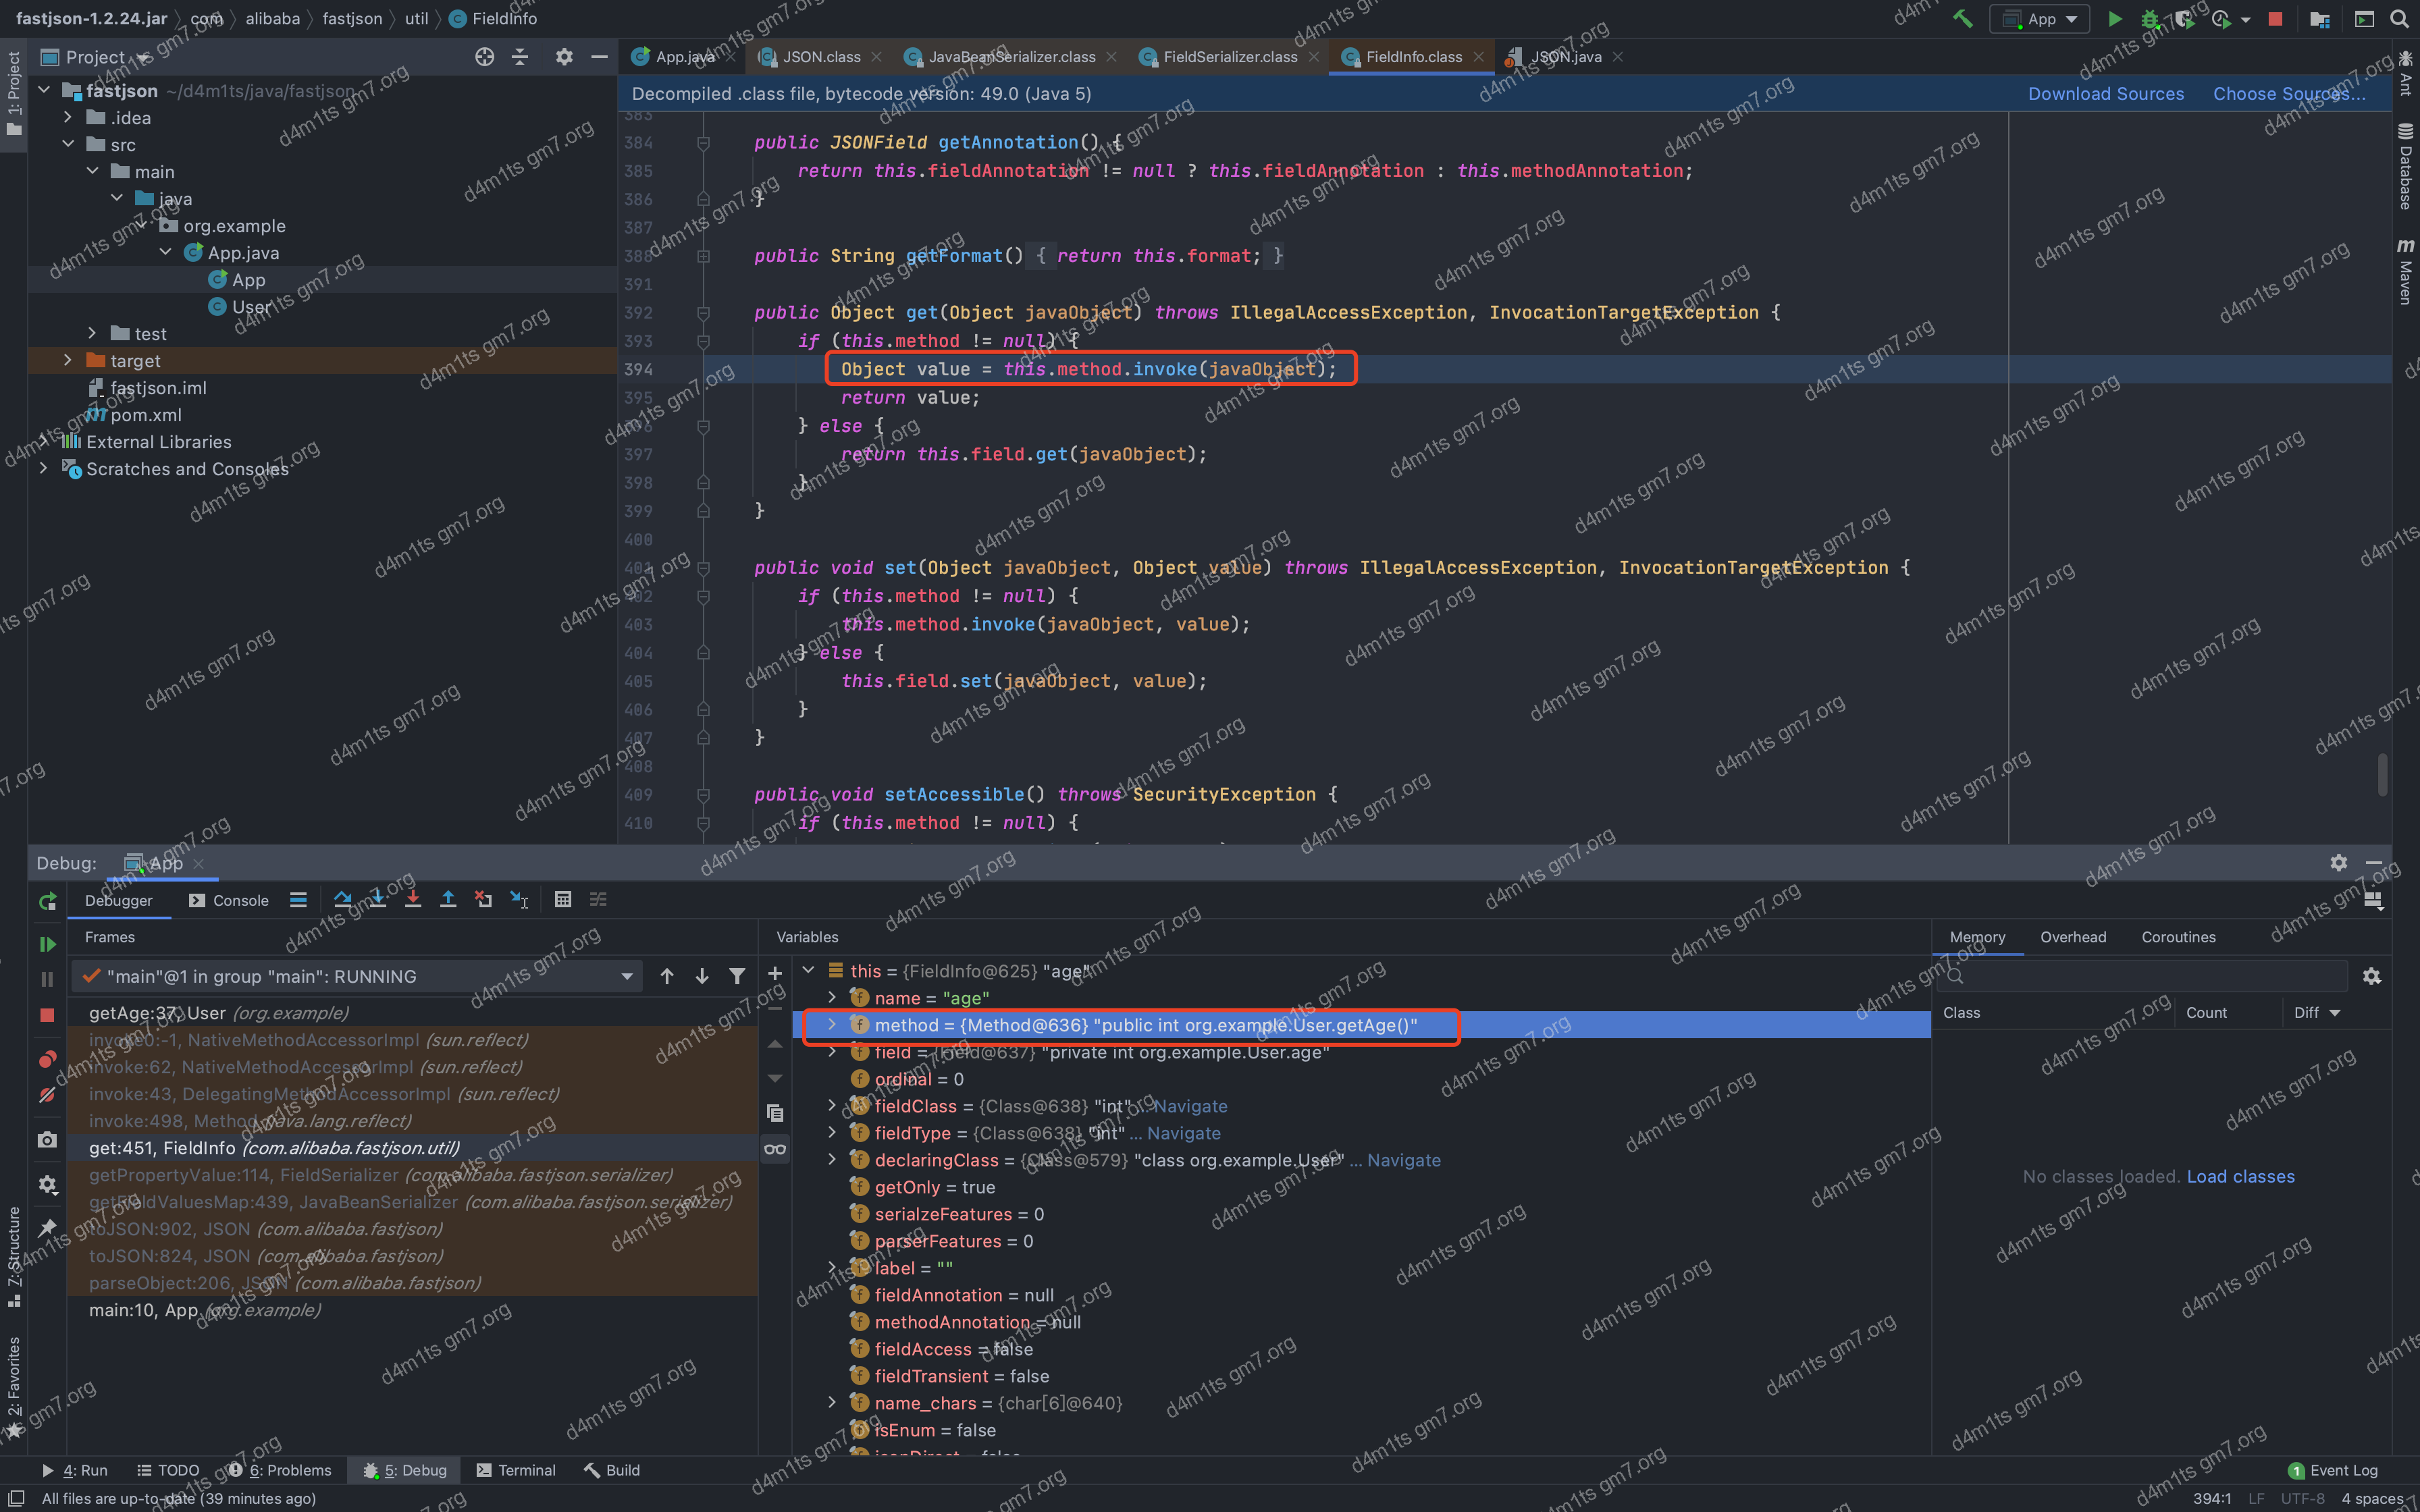 fastjson-1.2.24.jar com alibaba fastjson util FieldInfo
App
1: Project
Project
App.java JSON.class JavaBeanSerializer.class FieldSerializer.class FieldInfo.class JSON.java
fastjson ~/d4m1ts/java/fastjson
.idea
src
main
java
org.example
App.java
App
User
test
target
fastjson.iml
pom.xml
External Libraries
Scratches and Consoles
Decompiled .class file, bytecode version: 49.0 (Java 5) Download Sources Choose Sources...
383
384 public JSONField getAnnotation() {
385 return this.fieldAnnotation != null ? this.fieldAnnotation : this.methodAnnotation;
386 }
387
388 public String getFormat() { return this.format; }
391
392 public Object get(Object javaObject) throws IllegalAccessException, InvocationTargetException {
393 if (this.method != null) {
394 Object value = this.method.invoke(javaObject);
395 return value;
396 } else {
397 return this.field.get(javaObject);
398 }
399 }
400
401 public void set(Object javaObject, Object value) throws IllegalAccessException, InvocationTargetException {
402 if (this.method != null) {
403 this.method.invoke(javaObject, value);
404 } else {
405 this.field.set(javaObject, value);
406 }
407 }
408
409 public void setAccessible() throws SecurityException {
410 if (this.method != null) {
Ant
Database
Maven
Debug: App
Debugger Console
Frames
"main"@1 in group "main": RUNNING
getAge:37, User (org.example)
invoke0:-1, NativeMethodAccessorImpl (sun.reflect)
invoke:62, NativeMethodAccessorImpl (sun.reflect)
invoke:43, DelegatingMethodAccessorImpl (sun.reflect)
invoke:498, Method (java.lang.reflect)
get:451, FieldInfo (com.alibaba.fastjson.util)
getPropertyValue:114, FieldSerializer (com.alibaba.fastjson.serializer)
getFieldValuesMap:439, JavaBeanSerializer (com.alibaba.fastjson.serializer)
toJSON:902, JSON (com.alibaba.fastjson)
toJSON:824, JSON (com.alibaba.fastjson)
parseObject:206, JSON (com.alibaba.fastjson)
main:10, App (org.example)
Variables
this = {FieldInfo@625} "age"
name = "age"
method = {Method@636} "public int org.example.User.getAge()"
field = {Field@637} "private int org.example.User.age"
ordinal = 0
fieldClass = {Class@638} "int" ... Navigate
fieldType = {Class@638} "int" ... Navigate
declaringClass = {Class@579} "class org.example.User" ... Navigate
getOnly = true
serialzeFeatures = 0
parserFeatures = 0
label = ""
fieldAnnotation = null
methodAnnotation = null
fieldAccess = false
fieldTransient = false
name_chars = {char[6]@640}
isEnum = false
jsonDirect = false
Memory Overhead Coroutines
Class Count Diff
No classes loaded. Load classes
7: Structure
2: Favorites
4: Run TODO 6: Problems 5: Debug Terminal Build 1 Event Log
All files are up-to-date (39 minutes ago) 394:1 LF UTF-8 4 spaces
d4m1ts gm7.org